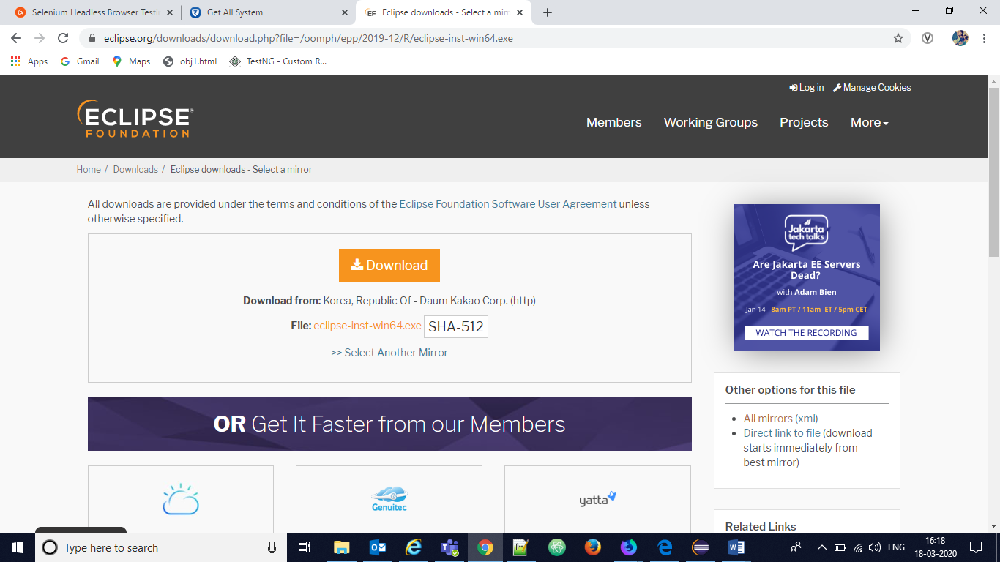 Selenium Headless Browser Testi
Get All System
EF Eclipse downloads - Select a mirr
eclipse.org/downloads/download.php?file=/oomph/epp/2019-12/R/eclipse-inst-win64.exe
Apps
Gmail
Maps
obj1.html
TestNG - Custom R...
Log in
Manage Cookies
ECLIPSE®
FOUNDATION
Members
Working Groups
Projects
More
Home / Downloads / Eclipse downloads - Select a mirror
All downloads are provided under the terms and conditions of the Eclipse Foundation Software User Agreement unless
otherwise specified.
Download
Download from: Korea, Republic Of - Daum Kakao Corp. (http)
File: eclipse-inst-win64.exe SHA-512
>> Select Another Mirror
OR Get It Faster from our Members
Genuitec
yatta
Jakarta
tech talks
Are Jakarta EE Servers
Dead?
with Adam Bien
Jan 14 - 8am PT / 11am ET / 5pm CET
WATCH THE RECORDING
Other options for this file
All mirrors (xml)
Direct link to file (download
starts immediately from
best mirror)
Related Links
Type here to search
ENG
16:18
18-03-2020